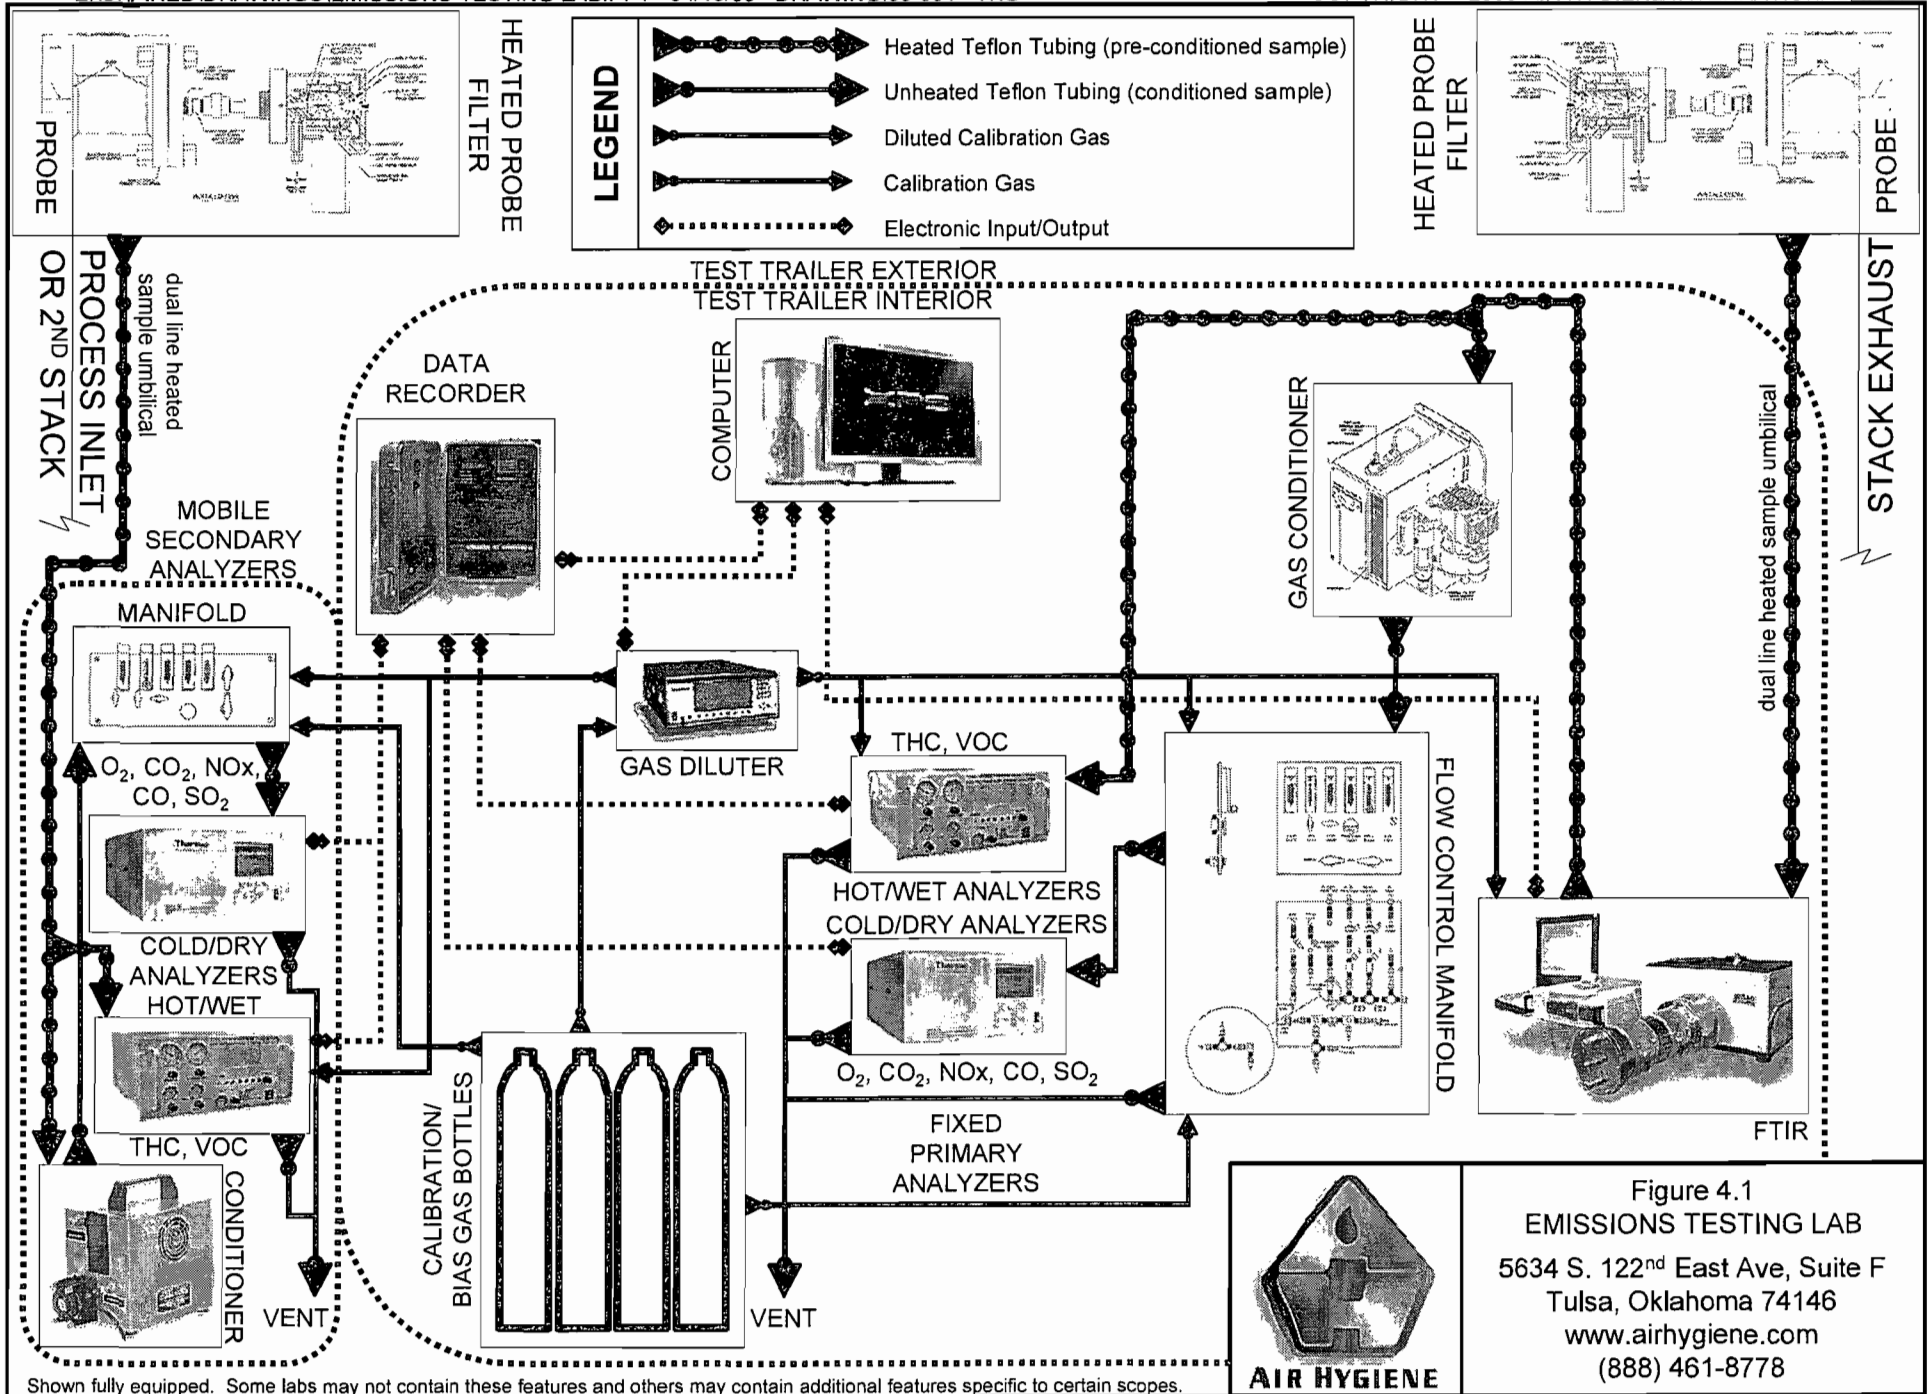 PROBE
HEATED PROBE
FILTER
LEGEND
Heated Teflon Tubing (pre-conditioned sample)
Unheated Teflon Tubing (conditioned sample)
Diluted Calibration Gas
Calibration Gas
Electronic Input/Output
HEATED PROBE
FILTER
PROBE
PROCESS INLET
OR 2ND STACK
dual line heated
sample umbilical
TEST TRAILER EXTERIOR
TEST TRAILER INTERIOR
STACK EXHAUST
dual line heated sample umbilical
DATA
RECORDER
COMPUTER
GAS CONDITIONER
MOBILE
SECONDARY
ANALYZERS
MANIFOLD
O2, CO2, NOx,
CO, SO2
GAS DILUTER
THC, VOC
HOT/WET ANALYZERS
COLD/DRY ANALYZERS
O2, CO2, NOx, CO, SO2
FLOW CONTROL MANIFOLD
COLD/DRY
ANALYZERS
HOT/WET
THC, VOC
CONDITIONER
VENT
CALIBRATION/
BIAS GAS BOTTLES
FIXED
PRIMARY
ANALYZERS
VENT
FTIR
AIR HYGIENE
Figure 4.1
EMISSIONS TESTING LAB
5634 S. 122nd East Ave, Suite F
Tulsa, Oklahoma 74146
www.airhygiene.com
(888) 461-8778
Shown fully equipped. Some labs may not contain these features and others may contain additional features specific to certain scopes.